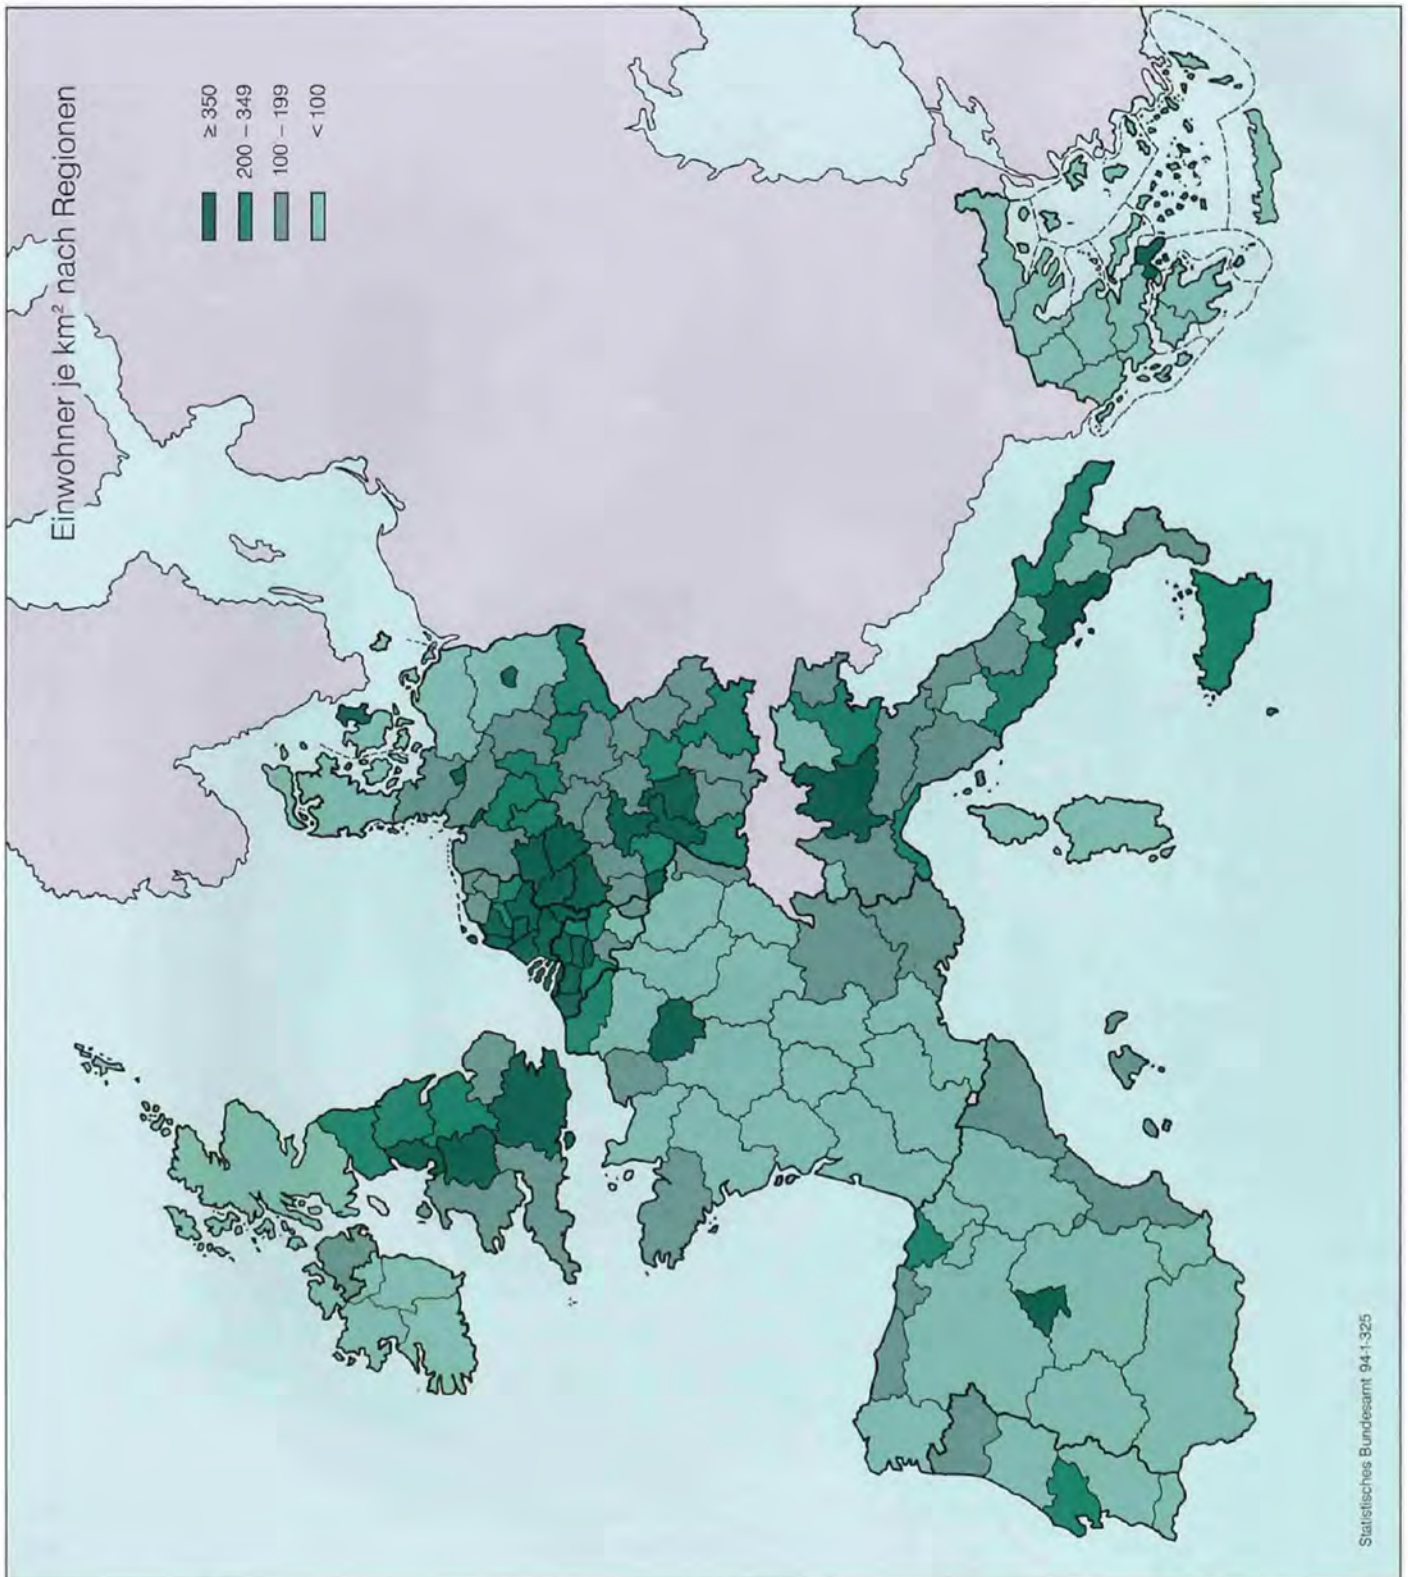 Einwohner je km² nach Regionen
≥ 350
200 – 349
100 – 199
< 100
Statistisches Bundesamt 94-1-325